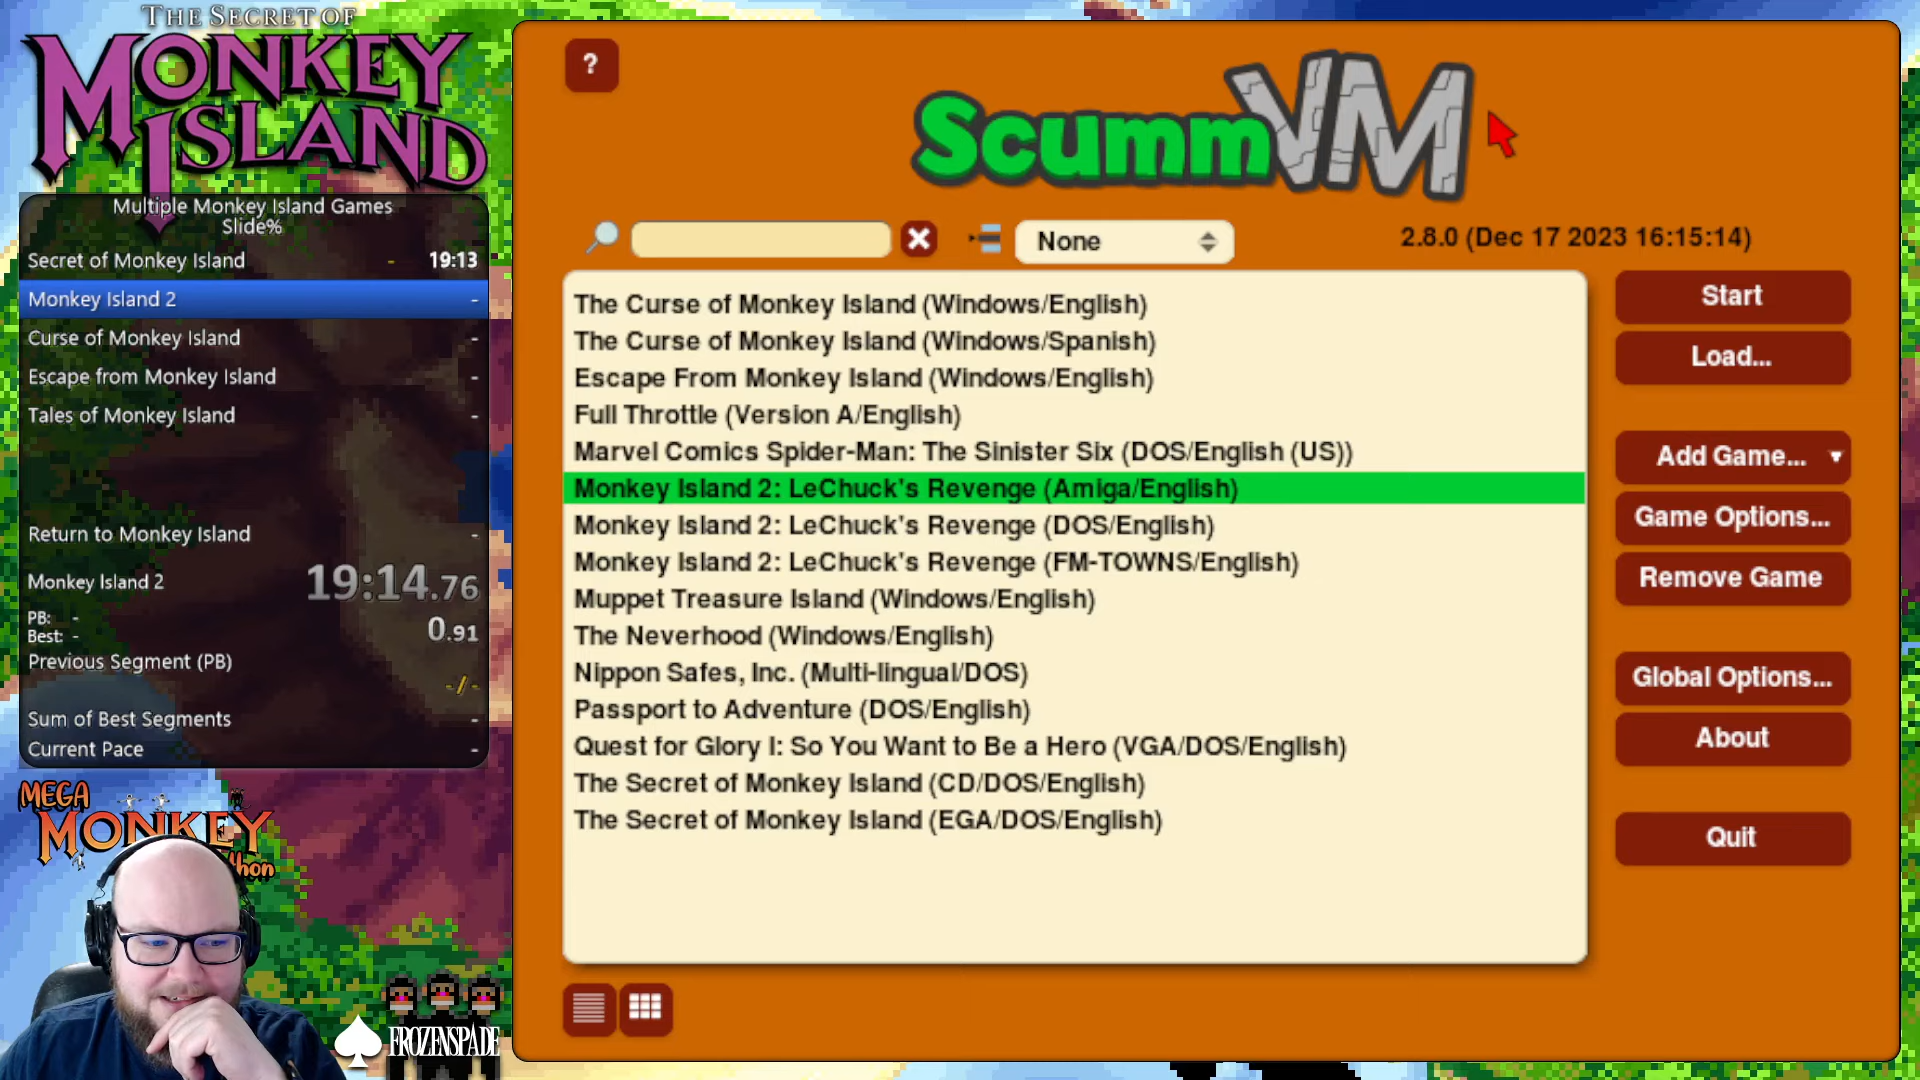 THE SECRET OF
MONKEY
ISLAND
Multiple Monkey Island Games
Slide%
Secret of Monkey Island - 19:13
Monkey Island 2 -
Curse of Monkey Island -
Escape from Monkey Island -
Tales of Monkey Island -
Return to Monkey Island -
Monkey Island 2 19:14.76
PB: -
Best: - 0.91
Previous Segment (PB)
-/-
Sum of Best Segments -
Current Pace -
MEGA
MONKEY
FROZENSPADE
?
ScummVM
None
2.8.0 (Dec 17 2023 16:15:14)
The Curse of Monkey Island (Windows/English)
The Curse of Monkey Island (Windows/Spanish)
Escape From Monkey Island (Windows/English)
Full Throttle (Version A/English)
Marvel Comics Spider-Man: The Sinister Six (DOS/English (US))
Monkey Island 2: LeChuck's Revenge (Amiga/English)
Monkey Island 2: LeChuck's Revenge (DOS/English)
Monkey Island 2: LeChuck's Revenge (FM-TOWNS/English)
Muppet Treasure Island (Windows/English)
The Neverhood (Windows/English)
Nippon Safes, Inc. (Multi-lingual/DOS)
Passport to Adventure (DOS/English)
Quest for Glory I: So You Want to Be a Hero (VGA/DOS/English)
The Secret of Monkey Island (CD/DOS/English)
The Secret of Monkey Island (EGA/DOS/English)
Start
Load...
Add Game...
Game Options...
Remove Game
Global Options...
About
Quit